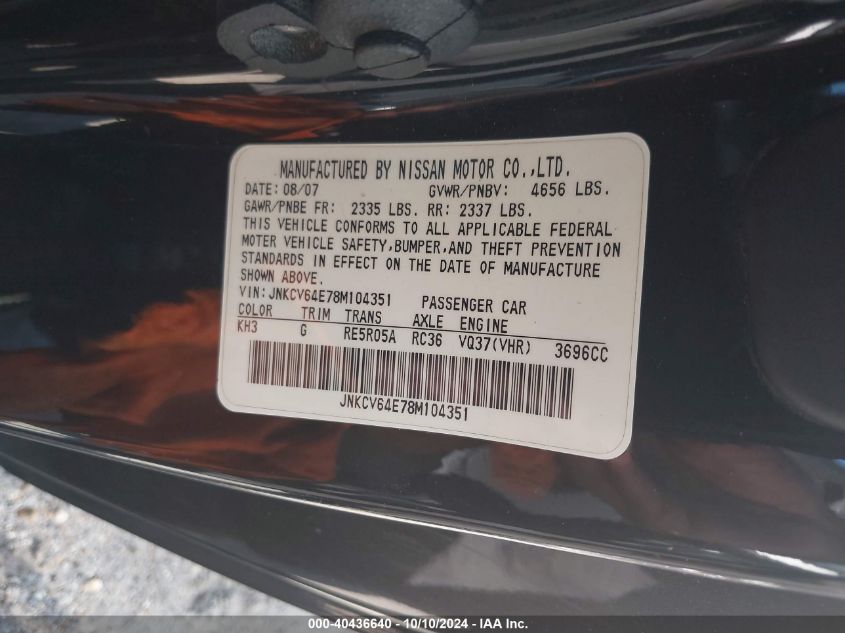 MANUFACTURED BY NISSAN MOTOR CO.,LTD.
DATE: 08/07 GVWR/PNBV: 4656 LBS.
GAWR/PNBE FR: 2335 LBS. RR: 2337 LBS.
THIS VEHICLE CONFORMS TO ALL APPLICABLE FEDERAL
MOTER VEHICLE SAFETY,BUMPER,AND THEFT PREVENTION
STANDARDS IN EFFECT ON THE DATE OF MANUFACTURE
SHOWN ABOVE.
VIN:JNKCV64E78M104351 PASSENGER CAR
COLOR TRIM TRANS AXLE ENGINE
KH3 G RE5R05A RC36 VQ37(VHR) 3696CC
JNKCV64E78M104351
000-40436640 - 10/10/2024 - IAA Inc.